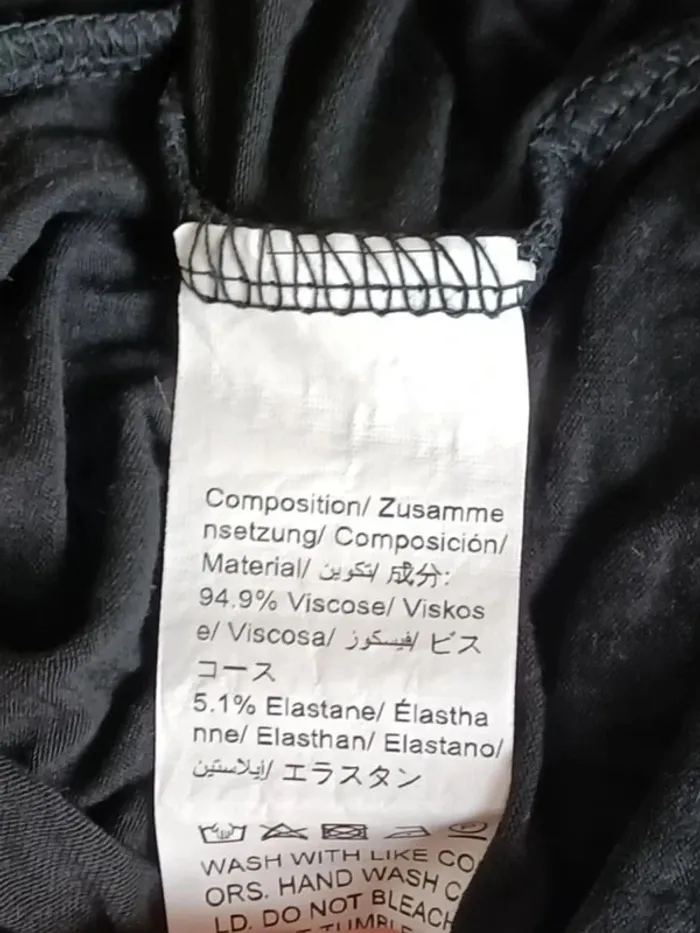 Composition/ Zusamme
nsetzung/ Composición/
Material/ تكوين/ 成分:
94.9% Viscose/ Viskos
e/ Viscosa/ فيسكوز/ ビス
コース
5.1% Elastane/ Élastha
nne/ Elasthan/ Elastano/
إيلاستين/ エラスタン
WASH WITH LIKE CO
ORS. HAND WASH C
LD. DO NOT BLEACH
TUMBLE